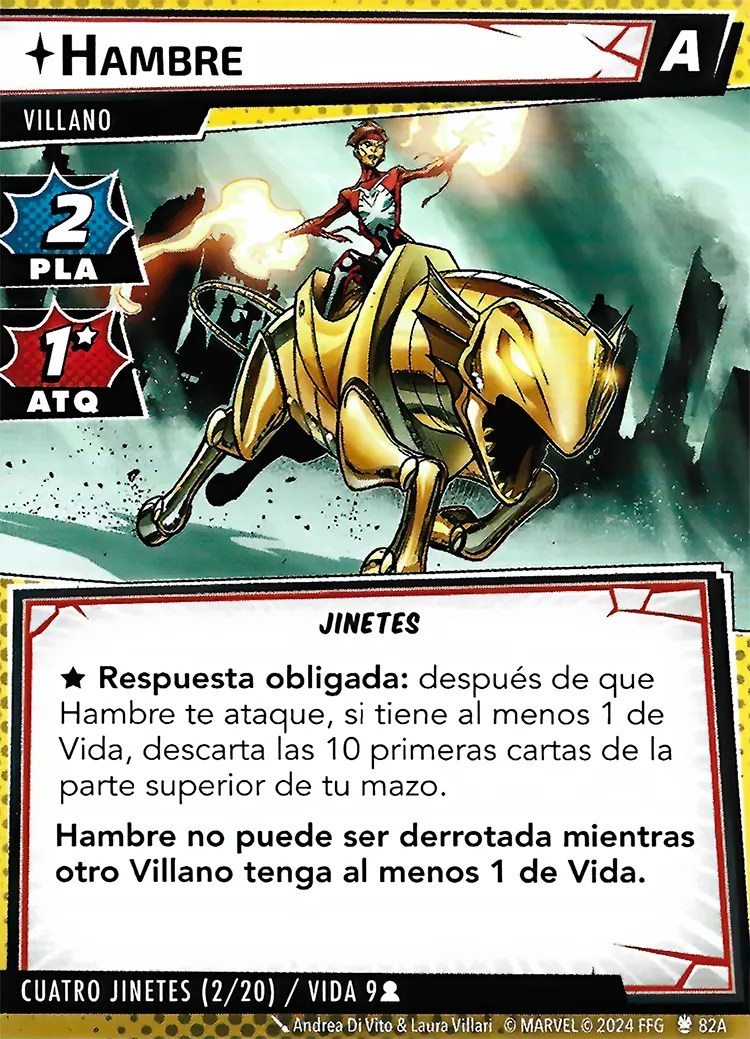 HAMBRE
A
VILLANO
2
PLA
1★
ATQ
JINETES
★ Respuesta obligada: después de que
Hambre te ataque, si tiene al menos 1 de
Vida, descarta las 10 primeras cartas de la
parte superior de tu mazo.
Hambre no puede ser derrotada mientras
otro Villano tenga al menos 1 de Vida.
CUATRO JINETES (2/20) / VIDA 9
Andrea Di Vito & Laura Villari © MARVEL © 2024 FFG 82A